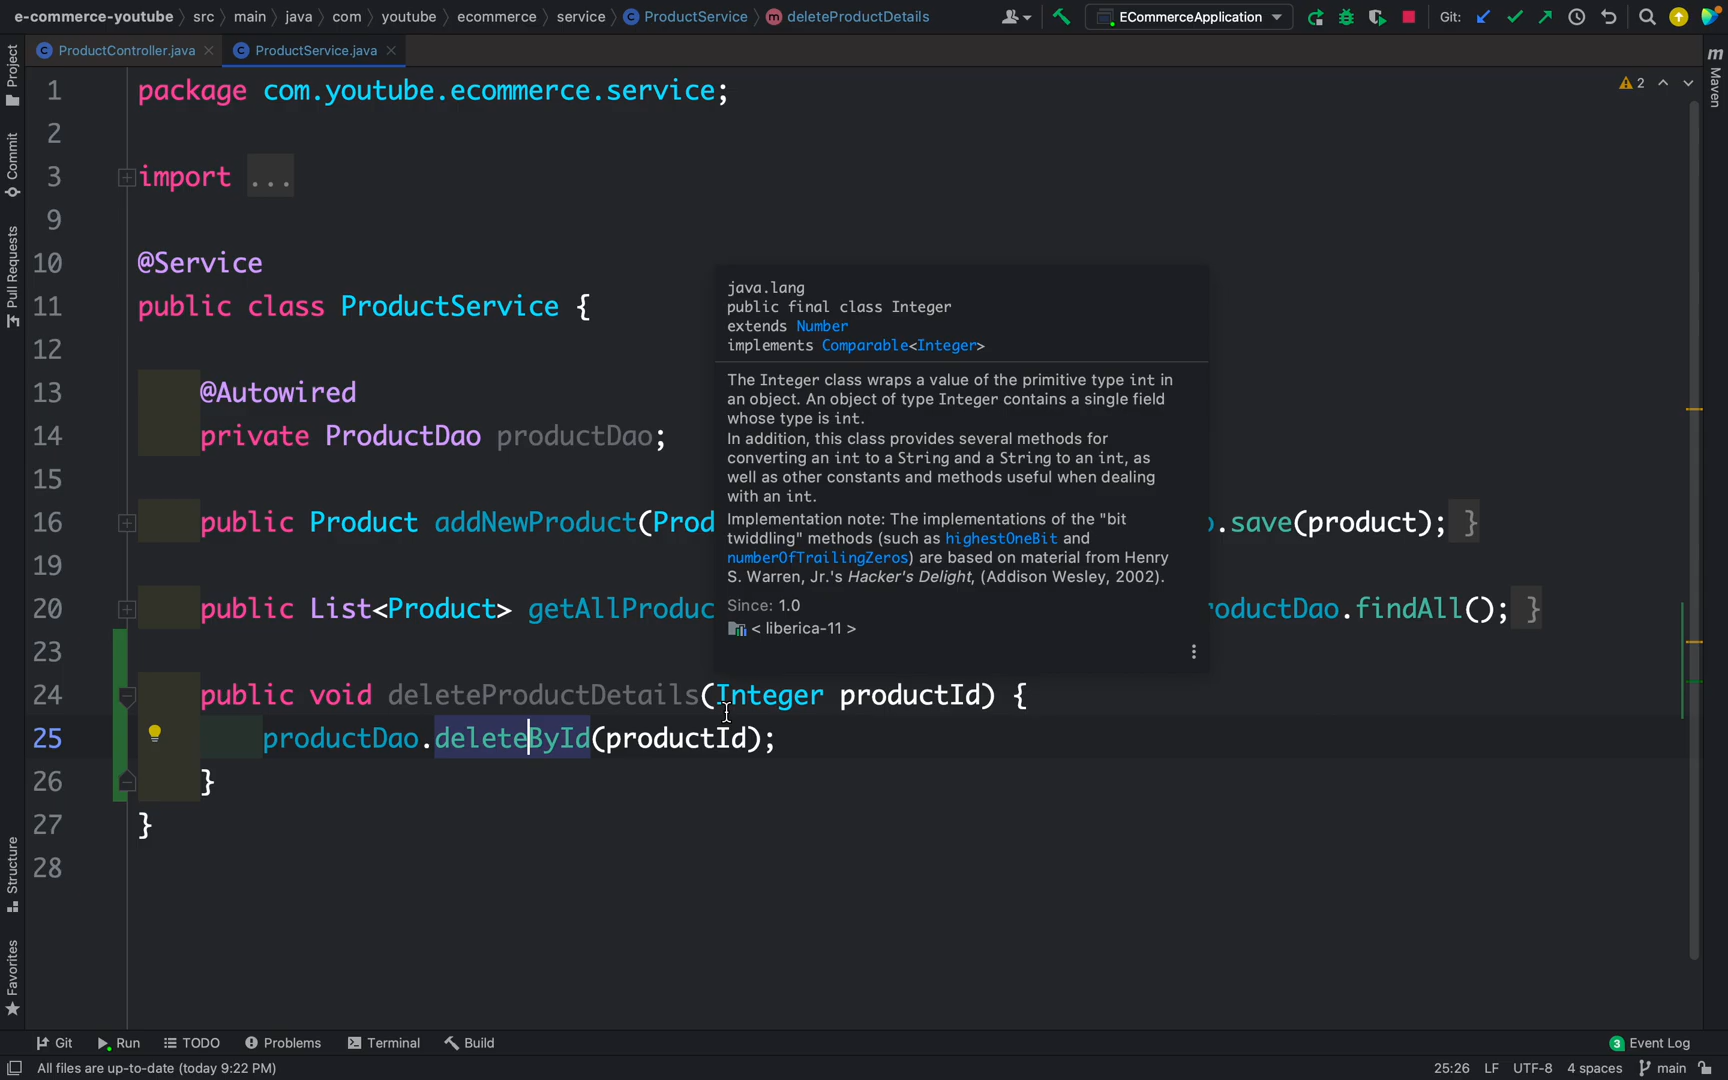 e-commerce-youtube src main java com youtube ecommerce service ProductService deleteProductDetails ECommerceApplication Git:
ProductController.java ProductService.java 2
Project
Commit
Pull Requests
Structure
Favorites
Maven
1 package com.youtube.ecommerce.service;
2
3 import ...
9
10 @Service
11 public class ProductService {
12
13 @Autowired
14 private ProductDao productDao;
15
16 public Product addNewProduct(Prod .save(product); }
19
20 public List<Product> getAllProduc roductDao.findAll(); }
23
24 public void deleteProductDetails(Integer productId) {
25 productDao.deleteById(productId);
26 }
27 }
28
java.lang
public final class Integer
extends Number
implements Comparable<Integer>
The Integer class wraps a value of the primitive type int in
an object. An object of type Integer contains a single field
whose type is int.
In addition, this class provides several methods for
converting an int to a String and a String to an int, as
well as other constants and methods useful when dealing
with an int.
Implementation note: The implementations of the "bit
twiddling" methods (such as highestOneBit and
numberOfTrailingZeros) are based on material from Henry
S. Warren, Jr.'s Hacker's Delight, (Addison Wesley, 2002).
Since: 1.0
< liberica-11 >
Git Run TODO Problems Terminal Build 3 Event Log
All files are up-to-date (today 9:22 PM) 25:26 LF UTF-8 4 spaces main